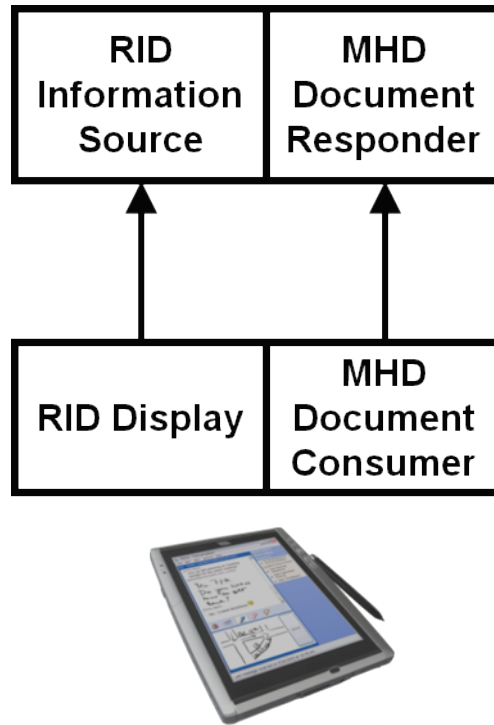 RID
Information
Source
MHD
Document
Responder
RID Display
MHD
Document
Consumer